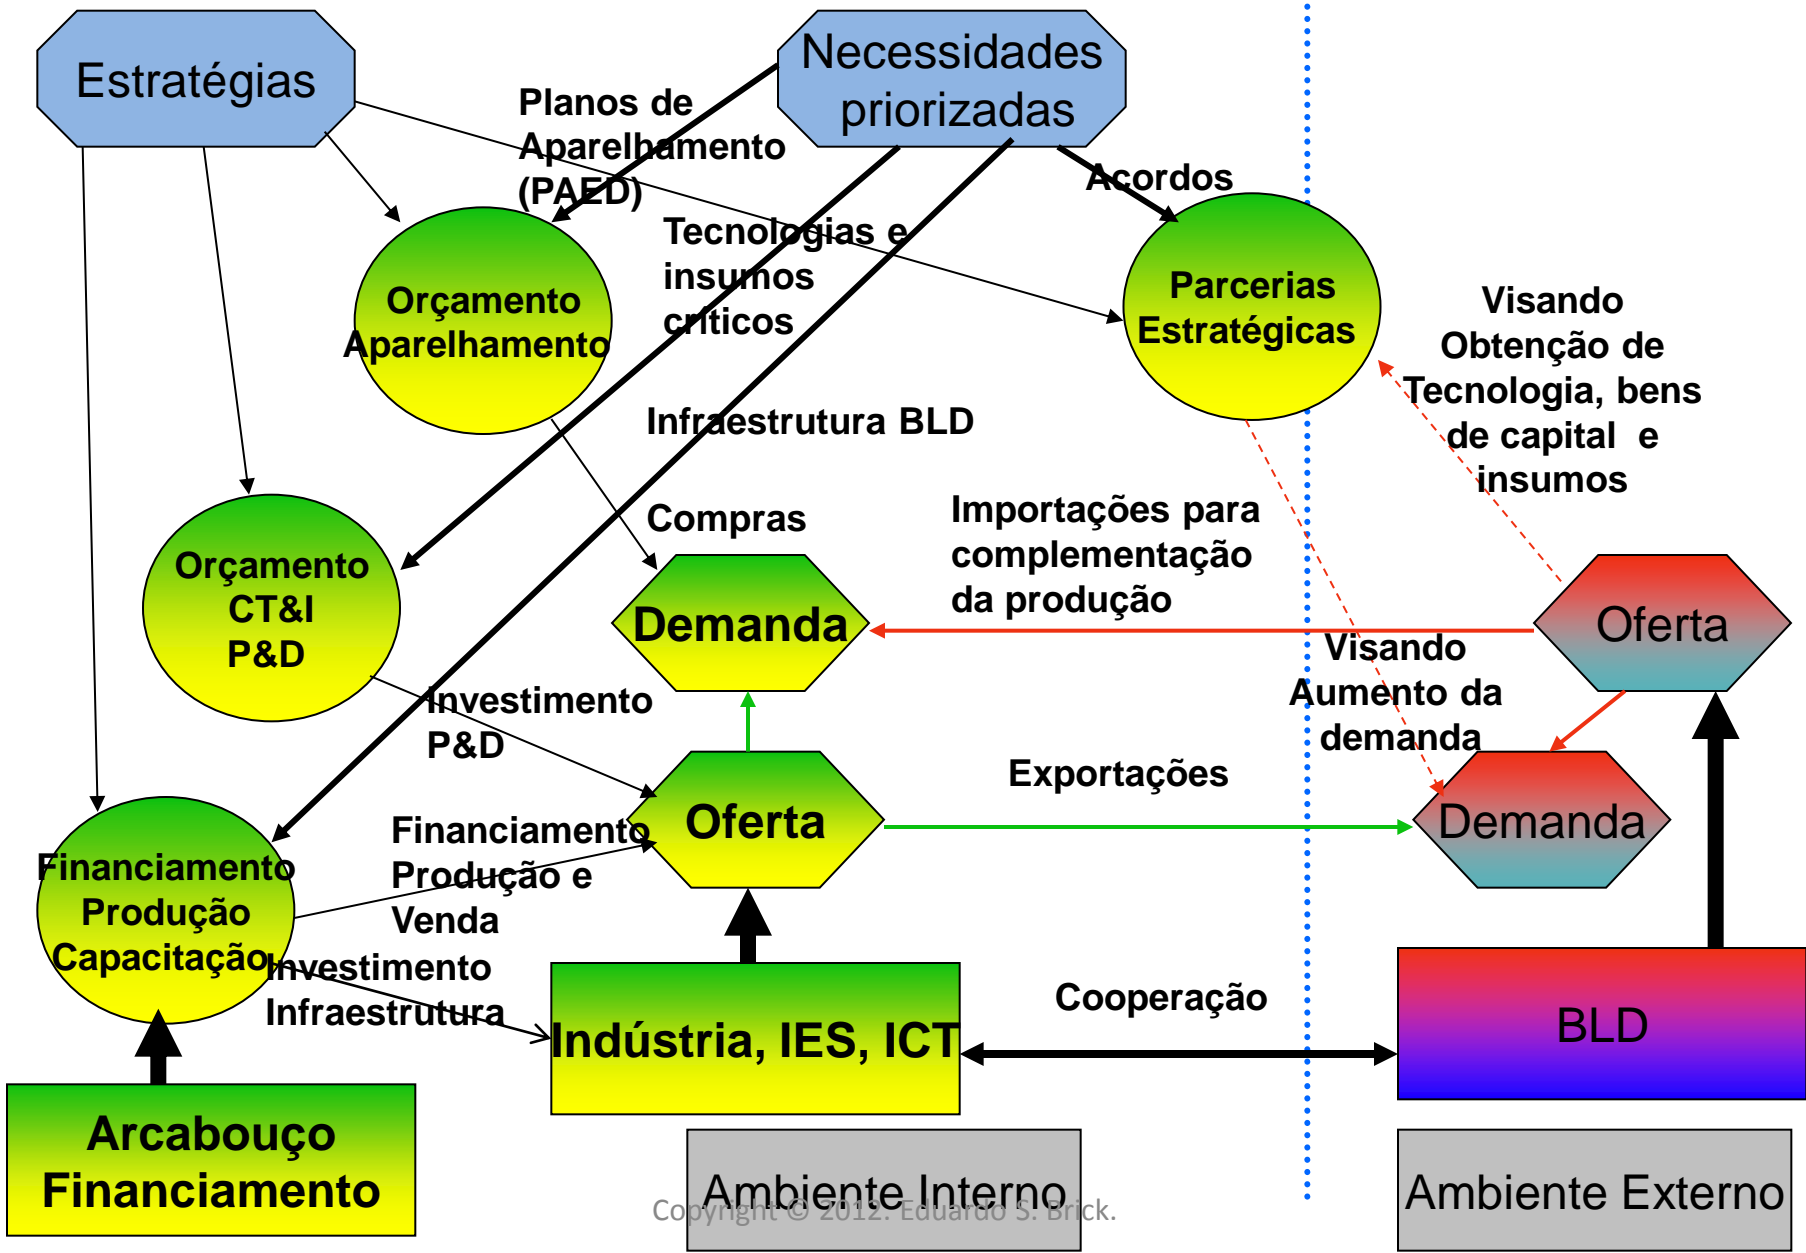 Estratégias
Necessidades
priorizadas
Planos de
Aparelhamento
(PAED)
Acordos
Tecnologias e
insumos
críticos
Orçamento
Aparelhamento
Parcerias
Estratégicas
Visando
Obtenção de
Tecnologia, bens
de capital e
insumos
Infraestrutura BLD
Compras
Importações para
complementação
da produção
Orçamento
CT&I
P&D
Demanda
Oferta
Visando
Aumento da
demanda
Investimento
P&D
Exportações
Oferta
Demanda
Financiamento
Produção e
Venda
Financiamento
Produção
Capacitação
Investimento
Infraestrutura
Cooperação
Indústria, IES, ICT
BLD
Arcabouço
Financiamento
Ambiente Interno
Ambiente Externo
Copyright © 2012. Eduardo S. Brick.